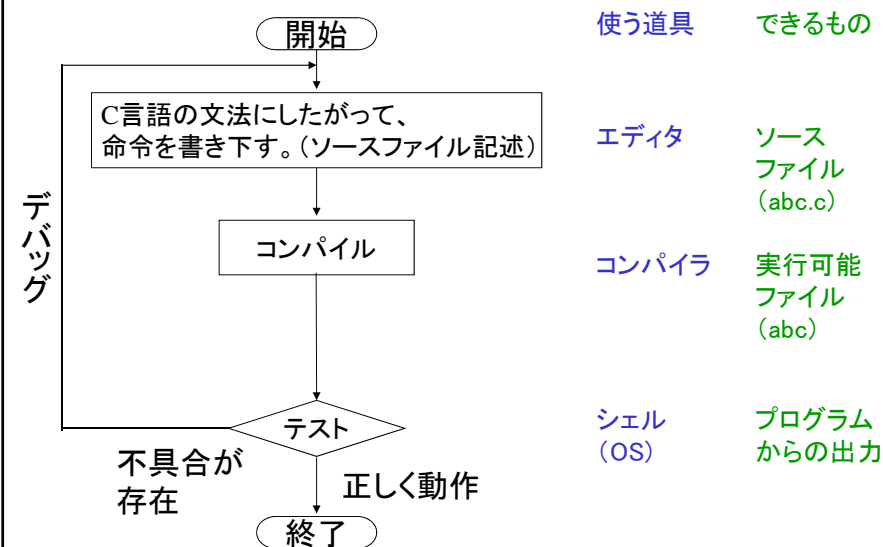 開始
使う道具
できるもの
C言語の文法にしたがって、
命令を書き下す。(ソースファイル記述)
エディタ
ソース
ファイル
(abc.c)
デバッグ
コンパイル
コンパイラ
実行可能
ファイル
(abc)
テスト
シェル
(OS)
プログラム
からの出力
不具合が
存在
正しく動作
終了